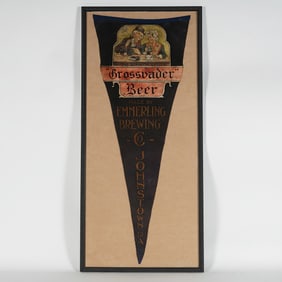 "Grossvader"
Beer
MADE BY
EMMERLING
BREWING
Co
JOHNSTOWN, PA.